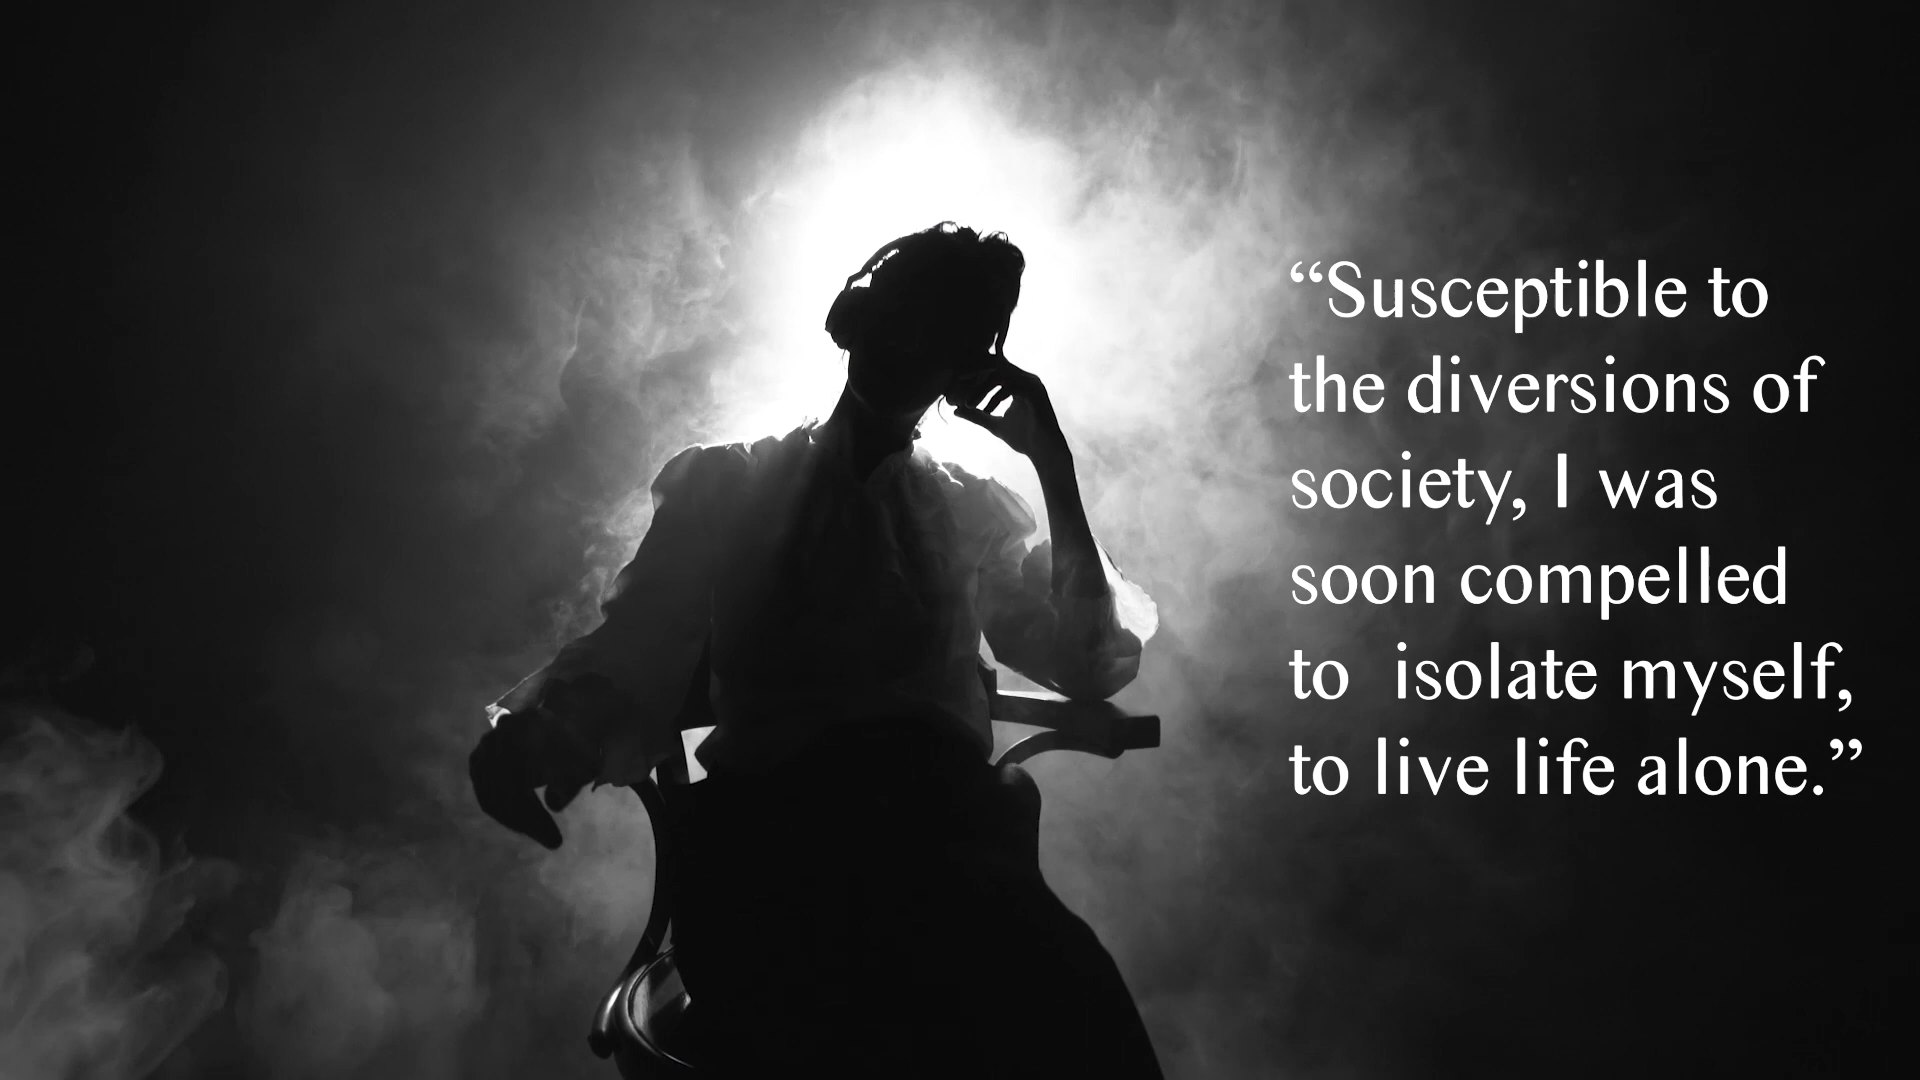 “Susceptible to
the diversions of
society, I was
soon compelled
to  isolate myself,
to live life alone.”